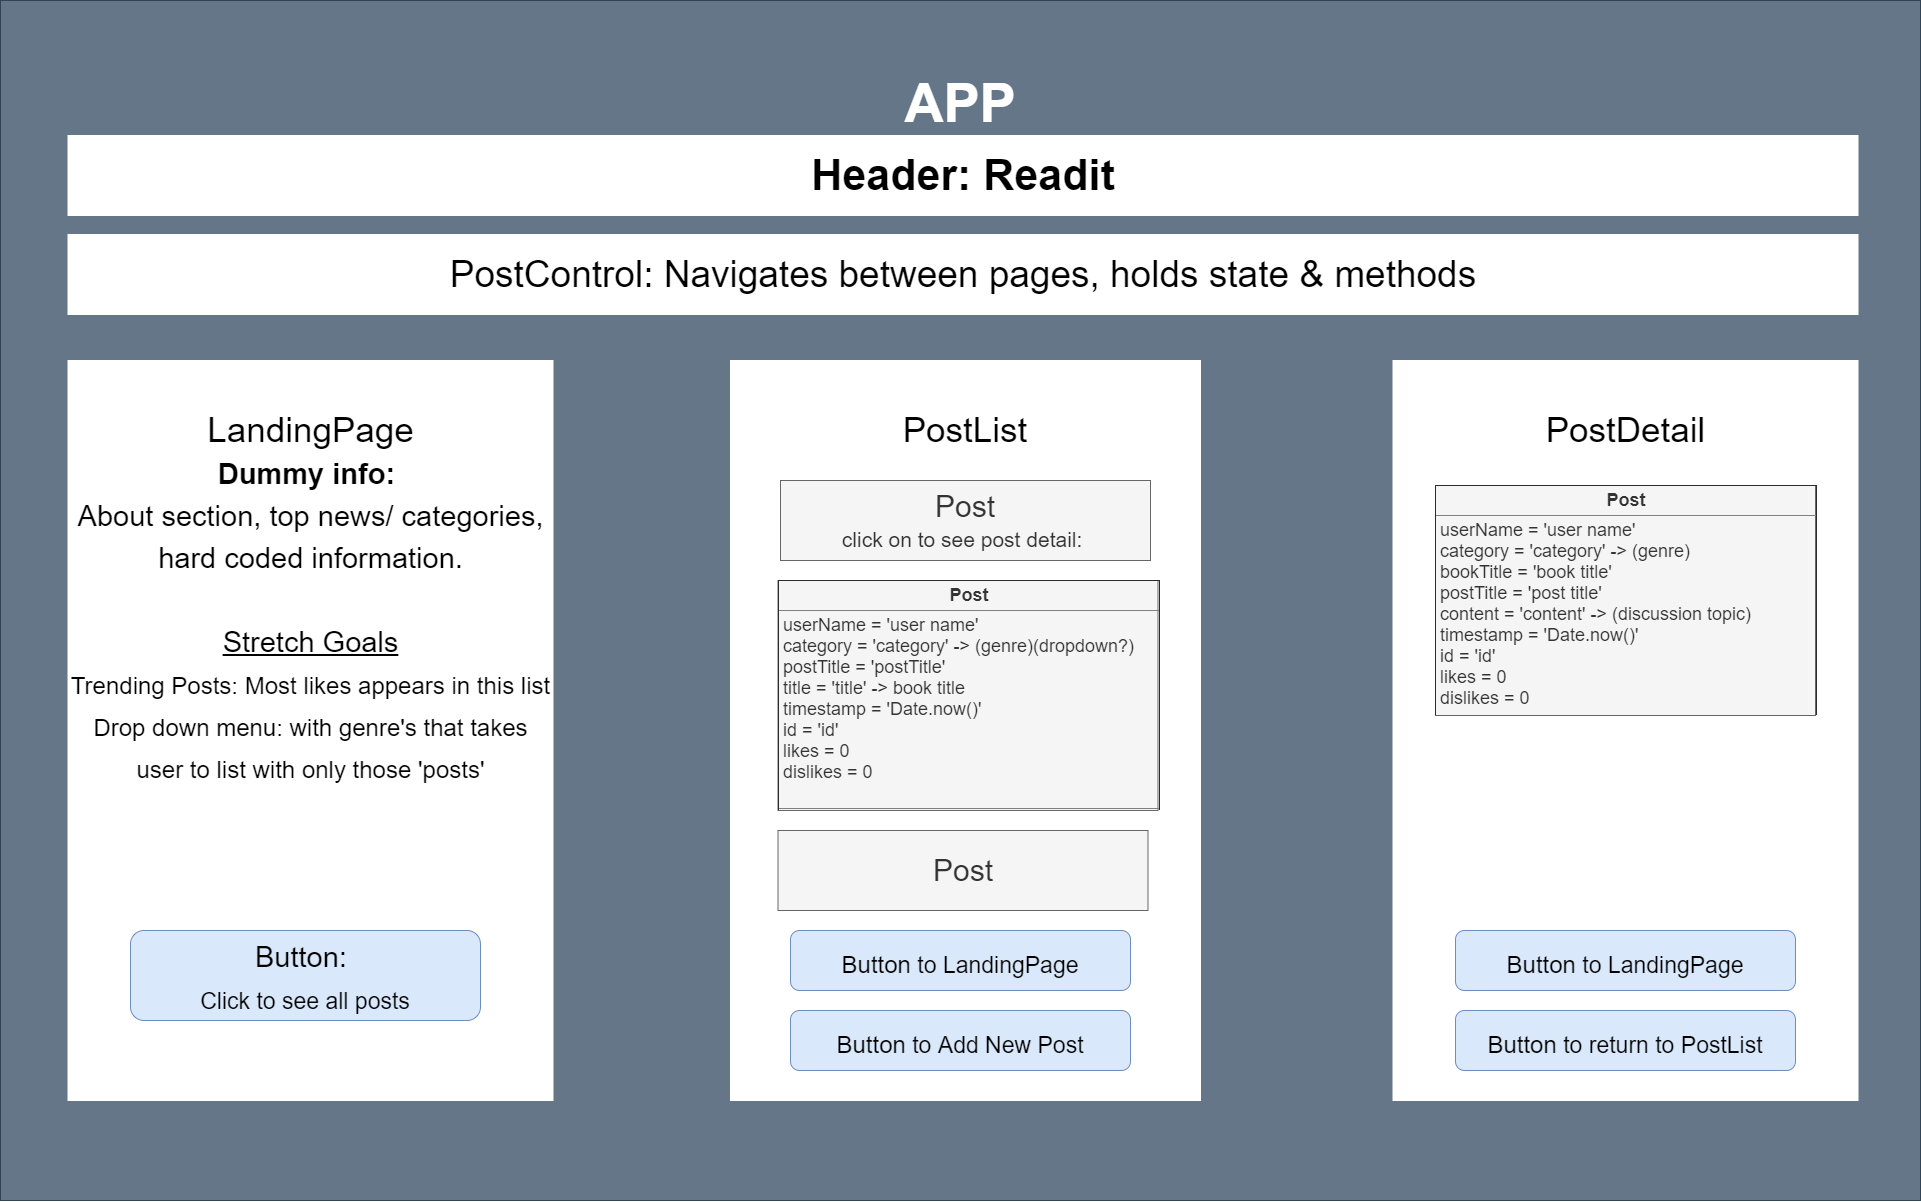 APP
Header: Readit
PostControl: Navigates between pages, holds state & methods
LandingPage
Dummy info:
About section, top news/ categories,
hard coded information.
Stretch Goals
Trending Posts: Most likes appears in this list
Drop down menu: with genre's that takes
user to list with only those 'posts'
Button:
Click to see all posts
PostList
Post
click on to see post detail:
Post
userName = 'user name'
category = 'category' -> (genre)(dropdown?)
postTitle = 'postTitle'
title = 'title' -> book title
timestamp = 'Date.now()'
id = 'id'
likes = 0
dislikes = 0
Post
Button to LandingPage
Button to Add New Post
PostDetail
Post
userName = 'user name'
category = 'category' -> (genre)
bookTitle = 'book title'
postTitle = 'post title'
content = 'content' -> (discussion topic)
timestamp = 'Date.now()'
id = 'id'
likes = 0
dislikes = 0
Button to LandingPage
Button to return to PostList